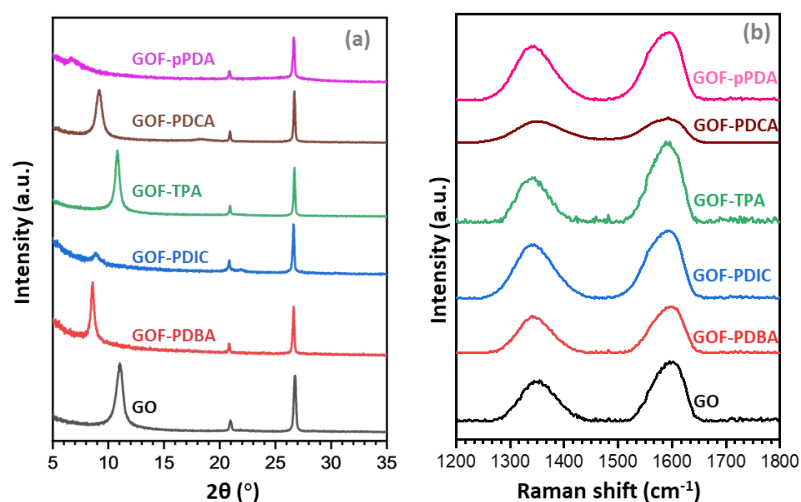 (a)
GOF-pPDA
GOF-PDCA
GOF-TPA
GOF-PDIC
GOF-PDBA
GO
Intensity (a.u.)
5 10 15 20 25 30 35
2θ (°)
(b)
GOF-pPDA
GOF-PDCA
GOF-TPA
GOF-PDIC
GOF-PDBA
GO
Intensity (a.u.)
1200 1300 1400 1500 1600 1700 1800
Raman shift (cm⁻¹)